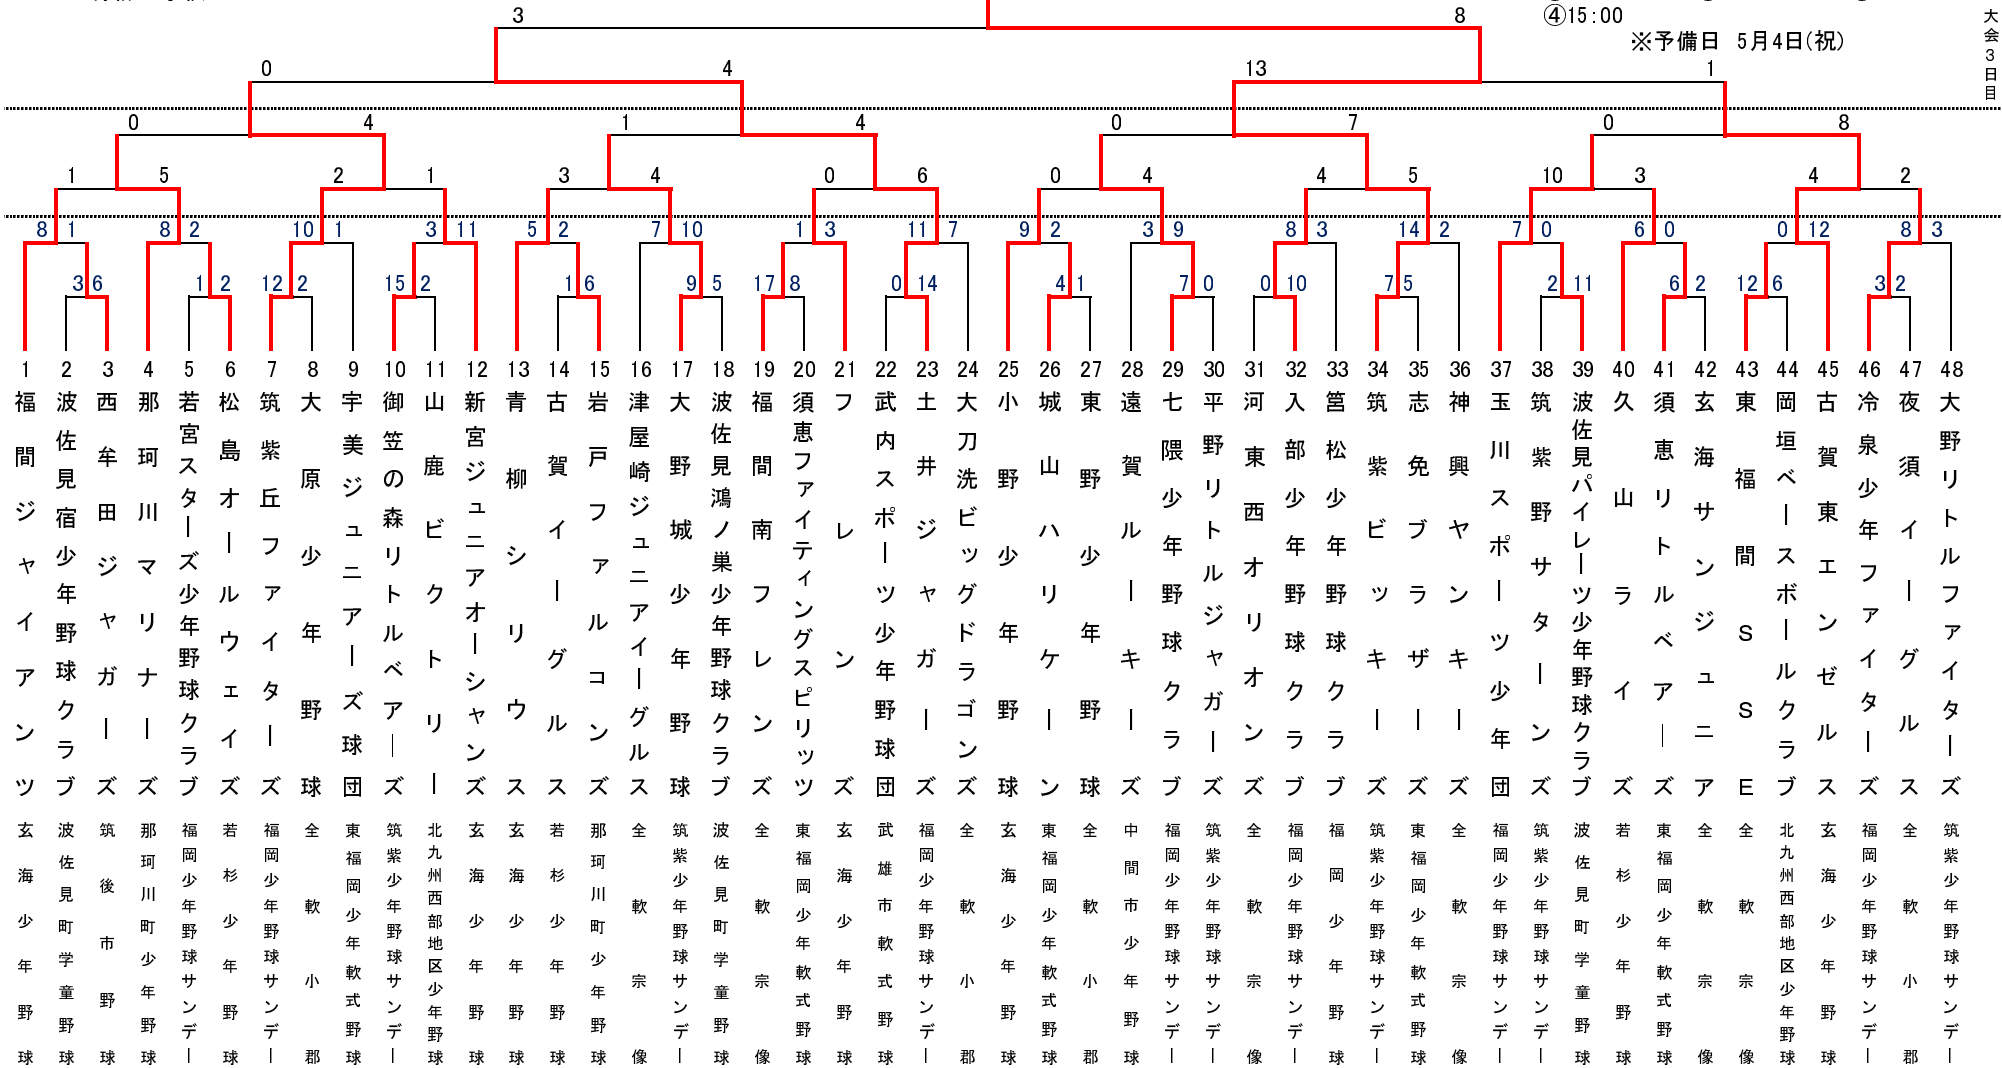 3 8
④15:00
※予備日 5月4日(祝)
大会3日目
0 4 13 1
0 4 1 4 0 7 0 8
1 5 2 1 3 4 0 6 0 4 4 5 10 3 4 2
8 1 8 2 10 1 3 11 5 2 7 10 1 3 11 7 9 2 3 9 8 3 14 2 7 0 6 0 0 12 8 3
3 6 1 2 12 2 15 2 1 6 9 5 17 8 0 14 4 1 7 0 0 10 7 5 2 11 6 2 12 6 3 2
1 福間ジャイアンツ 玄海少年野球
2 波佐見宿少年野球クラブ 波佐見町学童野球
3 西牟田ジャガーズ 筑後市野球
4 那珂川マリナーズ 那珂川町少年野球
5 若宮スターズ少年野球クラブ 福岡少年野球サンデー
6 松島オールウェイズ 若杉少年野球
7 筑紫丘ファイターズ 福岡少年野球サンデー
8 大原少年野球 全軟小郡
9 宇美ジュニアーズ球団 東福岡少年軟式野球
10 御笠の森リトルベアーズ 筑紫少年野球サンデー
11 山鹿ビクトリー 北九州西部地区少年野球
12 新宮ジュニアオーシャンズ 玄海少年野球
13 青柳シリウス 玄海少年野球
14 古賀イーグルス 若杉少年野球
15 岩戸ファルコンズ 那珂川町少年野球
16 津屋崎ジュニアイーグルス 全軟宗像
17 大野城少年野球 筑紫少年野球サンデー
18 波佐見鴻ノ巣少年野球クラブ 波佐見町学童野球
19 福間南フレンズ 全軟宗像
20 須恵ファイティングスピリッツ 東福岡少年軟式野球
21 フレンズ 玄海少年野球
22 武内スポーツ少年野球団 武雄市軟式野球
23 土井ジャガーズ 福岡少年野球サンデー
24 大刀洗ビッグドラゴンズ 全軟小郡
25 小野少年野球 玄海少年野球
26 城山ハリケーン 東福岡少年軟式野球
27 東野少年野球 全軟小郡
28 遠賀ルーキーズ 中間市少年野球
29 七隈少年野球クラブ 福岡少年野球サンデー
30 平野リトルジャガーズ 筑紫少年野球サンデー
31 河東西オリオンズ 全軟宗像
32 入部少年野球クラブ 福岡少年野球サンデー
33 筥松少年野球クラブ 福岡少年野球
34 筑紫ビッキーズ 筑紫少年野球サンデー
35 志免ブラザーズ 東福岡少年軟式野球
36 神興ヤンキーズ 全軟宗像
37 玉川スポーツ少年団 福岡少年野球サンデー
38 筑紫野サターンズ 筑紫少年野球サンデー
39 波佐見パイレーツ少年野球クラブ 波佐見町学童野球
40 久山ライズ 若杉少年野球
41 須恵リトルベアーズ 東福岡少年軟式野球
42 玄海サンジュニア 全軟宗像
43 東福間SSE 全軟宗像
44 岡垣ベースボールクラブ 北九州西部地区少年野球
45 古賀東エンゼルス 玄海少年野球
46 冷泉少年ファイターズ 福岡少年野球サンデー
47 夜須イーグルス 全軟小郡
48 大野リトルファイターズ 筑紫少年野球サンデー